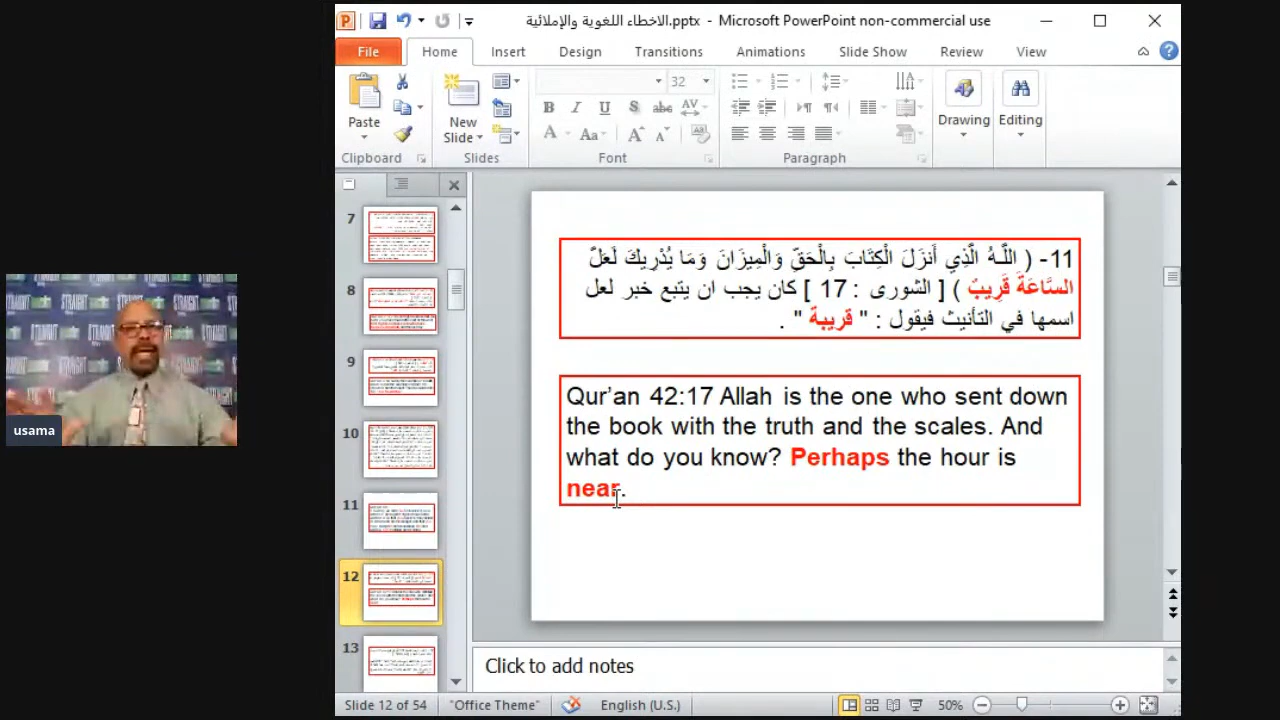 الاخطاء اللغوية والإملائية.pptx - Microsoft PowerPoint non-commercial use
File Home Insert Design Transitions Animations Slide Show Review View
32
Paste
New Slide
Drawing
Editing
Clipboard
Slides
Font
Paragraph
7
8
9
10
11
12
13
11- ( اللَّـهُ الَّذِي أَنزَلَ الْكِتَابَ بِالْحَقِّ وَالْمِيزَانَ وَمَا يُدْرِيكَ لَعَلَّ
السَّاعَةَ قَرِيبٌ ) [ الشورى : 17 ] كان يجب ان يتبع خبر لعل
اسمها في التأنيث فيقول : " قريبة " .
Qur’an 42:17 Allah is the one who sent down
the book with the truth and the scales. And
what do you know? Perhaps the hour is
near.
STRAIGHT
usama
Click to add notes
Slide 12 of 54
"Office Theme"
English (U.S.)
50%